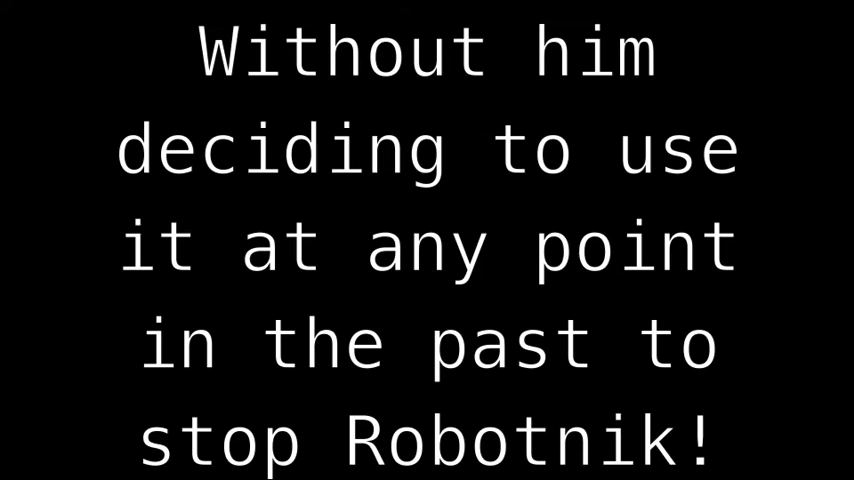 Without him
deciding to use
it at any point
in the past to
stop Robotnik!